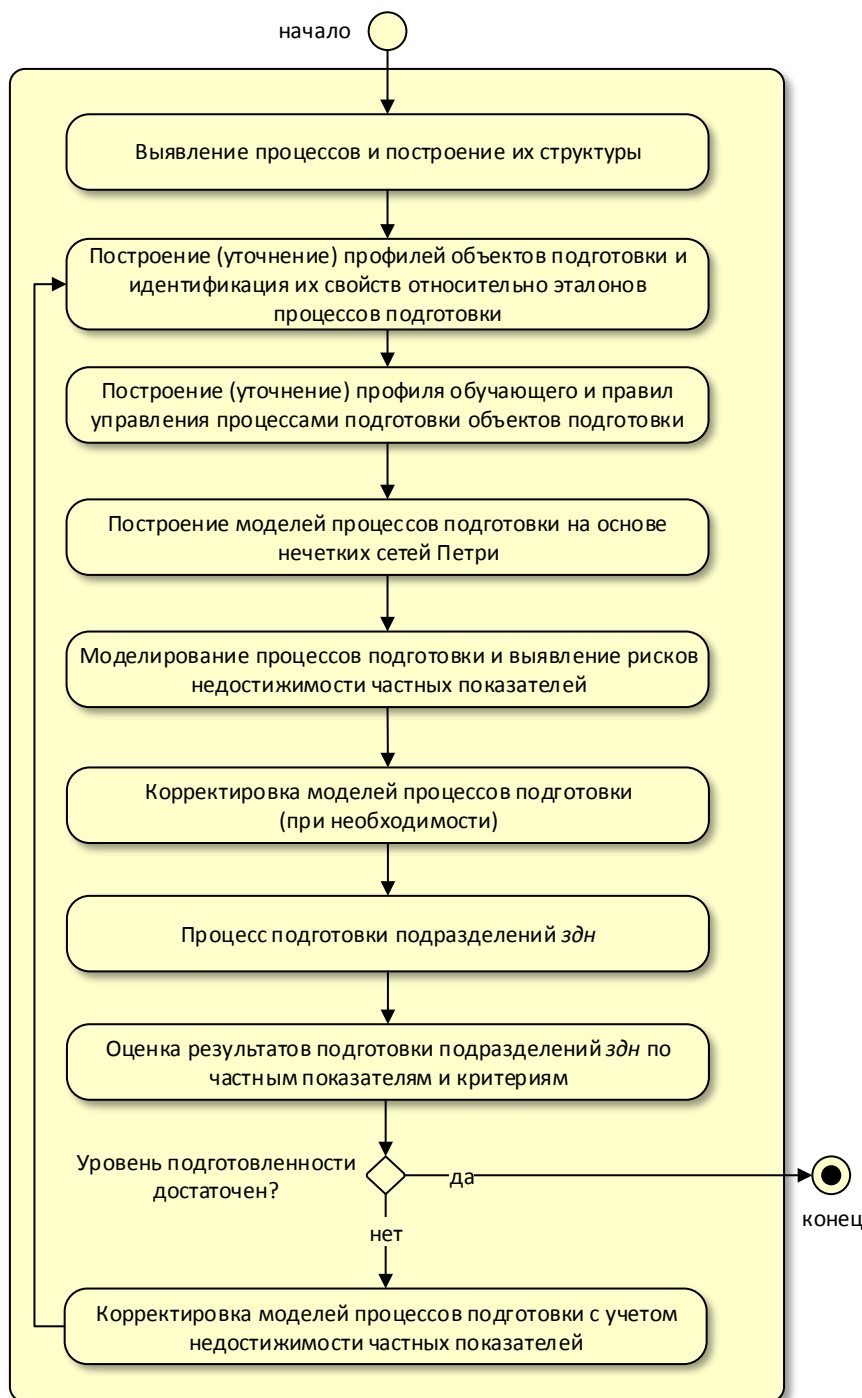 начало
Выявление процессов и построение их структуры
Построение (уточнение) профилей объектов подготовки и
идентификация их свойств относительно эталонов
процессов подготовки
Построение (уточнение) профиля обучающего и правил
управления процессами подготовки объектов подготовки
Построение моделей процессов подготовки на основе
нечетких сетей Петри
Моделирование процессов подготовки и выявление рисков
недостижимости частных показателей
Корректировка моделей процессов подготовки
(при необходимости)
Процесс подготовки подразделений здн
Оценка результатов подготовки подразделений здн по
частным показателям и критериям
Уровень подготовленности
достаточен?
да
конец
нет
Корректировка моделей процессов подготовки с учетом
недостижимости частных показателей